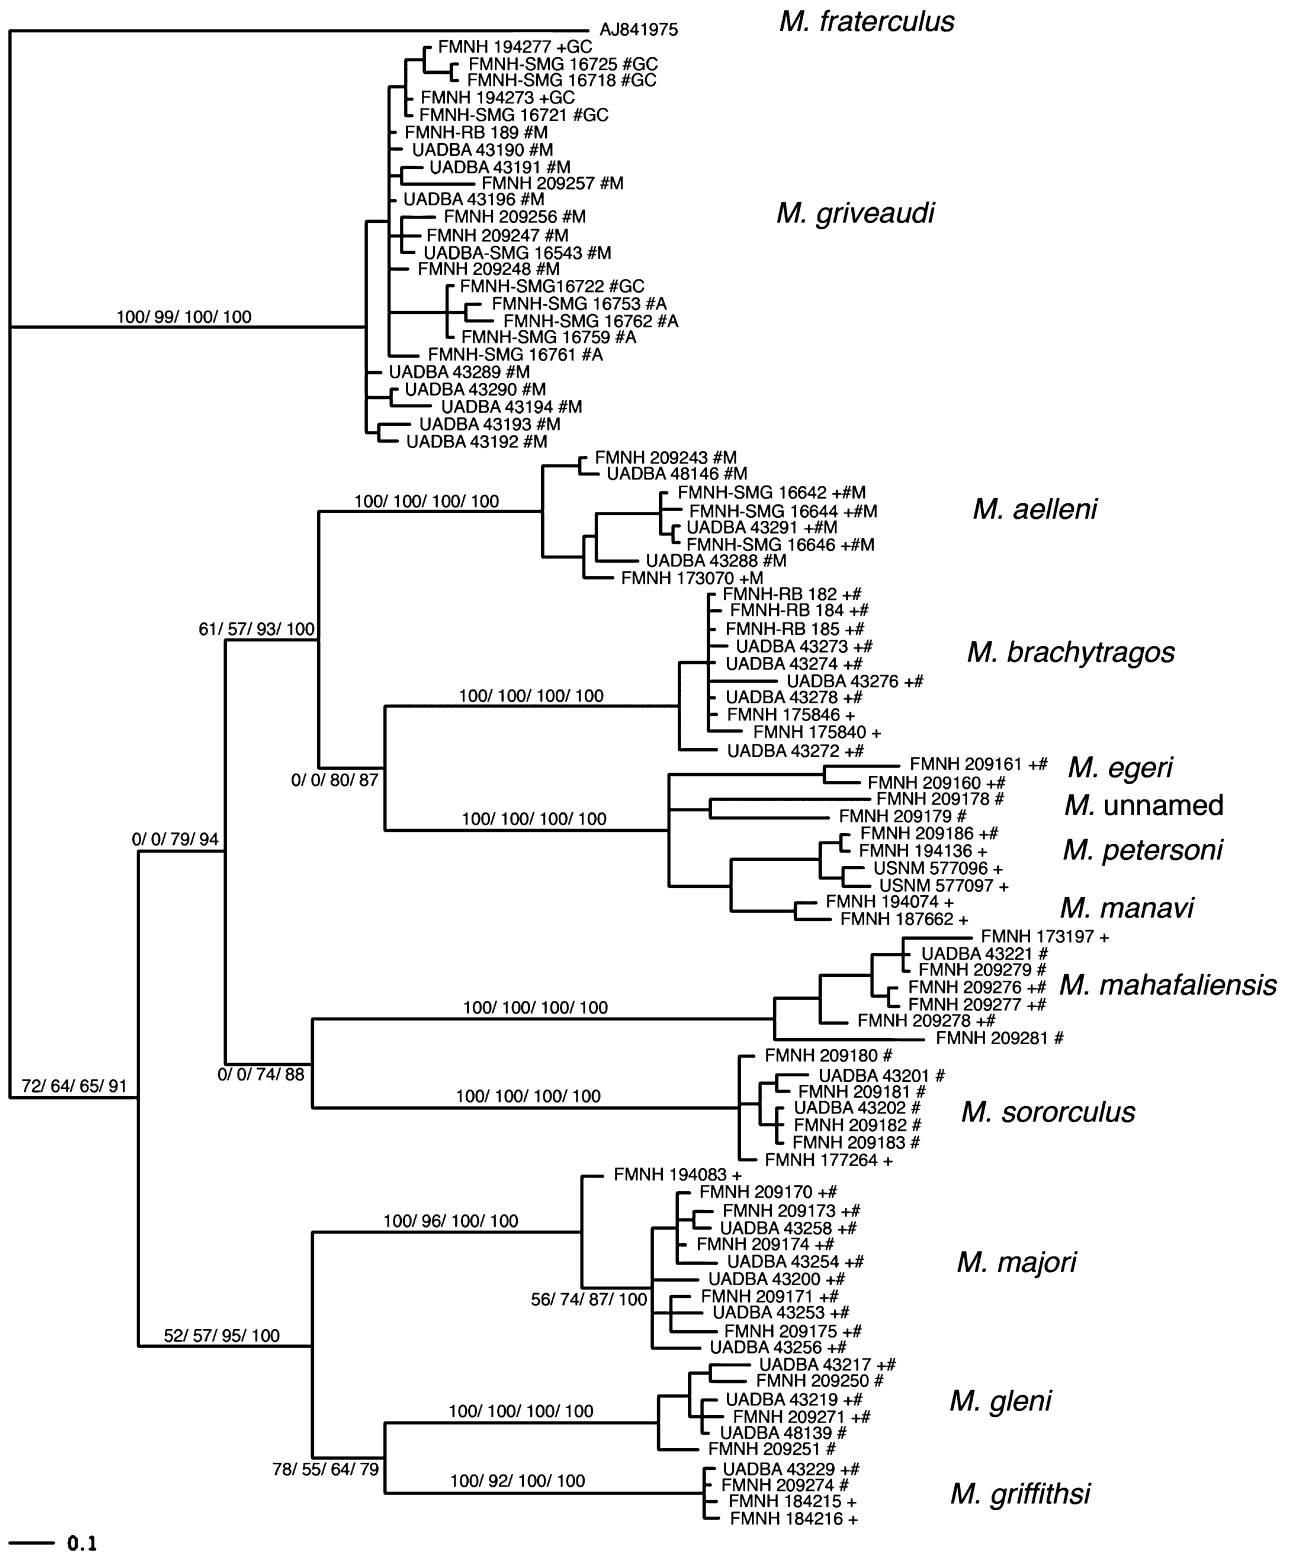 AJ841975
M. fraterculus
FMNH 194277 +GC
FMNH-SMG 16725 #GC
FMNH-SMG 16718 #GC
FMNH 194273 +GC
FMNH-SMG 16721 #GC
FMNH-RB 189 #M
UADBA 43190 #M
UADBA 43191 #M
FMNH 209257 #M
UADBA 43196 #M
M. griveaudi
FMNH 209256 #M
FMNH 209247 #M
UADBA-SMG 16543 #M
FMNH 209248 #M
FMNH-SMG16722 #GC
FMNH-SMG 16753 #A
100/ 99/ 100/ 100
FMNH-SMG 16762 #A
FMNH-SMG 16759 #A
FMNH-SMG 16761 #A
UADBA 43289 #M
UADBA 43290 #M
UADBA 43194 #M
UADBA 43193 #M
UADBA 43192 #M
FMNH 209243 #M
UADBA 48146 #M
FMNH-SMG 16642 +#M
100/ 100/ 100/ 100
FMNH-SMG 16644 +#M
M. aelleni
UADBA 43291 +#M
FMNH-SMG 16646 +#M
UADBA 43288 #M
FMNH 173070 +M
FMNH-RB 182 +#
FMNH-RB 184 +#
61/ 57/ 93/ 100
FMNH-RB 185 +#
UADBA 43273 +#
M. brachytragos
UADBA 43274 +#
UADBA 43276 +#
100/ 100/ 100/ 100
UADBA 43278 +#
FMNH 175846 +
FMNH 175840 +
UADBA 43272 +#
FMNH 209161 +#
M. egeri
0/ 0/ 80/ 87
FMNH 209160 +#
FMNH 209178 #
M. unnamed
100/ 100/ 100/ 100
FMNH 209179 #
FMNH 209186 +#
0/ 0/ 79/ 94
FMNH 194136 +
M. petersoni
USNM 577096 +
USNM 577097 +
FMNH 194074 +
M. manavi
FMNH 187662 +
FMNH 173197 +
UADBA 43221 #
FMNH 209279 #
FMNH 209276 +#
M. mahafaliensis
FMNH 209277 +#
100/ 100/ 100/ 100
FMNH 209278 +#
FMNH 209281 #
FMNH 209180 #
0/ 0/ 74/ 88
UADBA 43201 #
72/ 64/ 65/ 91
FMNH 209181 #
100/ 100/ 100/ 100
UADBA 43202 #
M. sororculus
FMNH 209182 #
FMNH 209183 #
FMNH 177264 +
FMNH 194083 +
FMNH 209170 +#
FMNH 209173 +#
100/ 96/ 100/ 100
UADBA 43258 +#
FMNH 209174 +#
UADBA 43254 +#
M. majori
UADBA 43200 +#
56/ 74/ 87/ 100
FMNH 209171 +#
UADBA 43253 +#
52/ 57/ 95/ 100
FMNH 209175 +#
UADBA 43256 +#
UADBA 43217 +#
FMNH 209250 #
UADBA 43219 +#
M. gleni
100/ 100/ 100/ 100
FMNH 209271 +#
UADBA 48139 #
FMNH 209251 #
78/ 55/ 64/ 79
UADBA 43229 +#
100/ 92/ 100/ 100
FMNH 209274 #
M. griffithsi
FMNH 184215 +
FMNH 184216 +
0.1